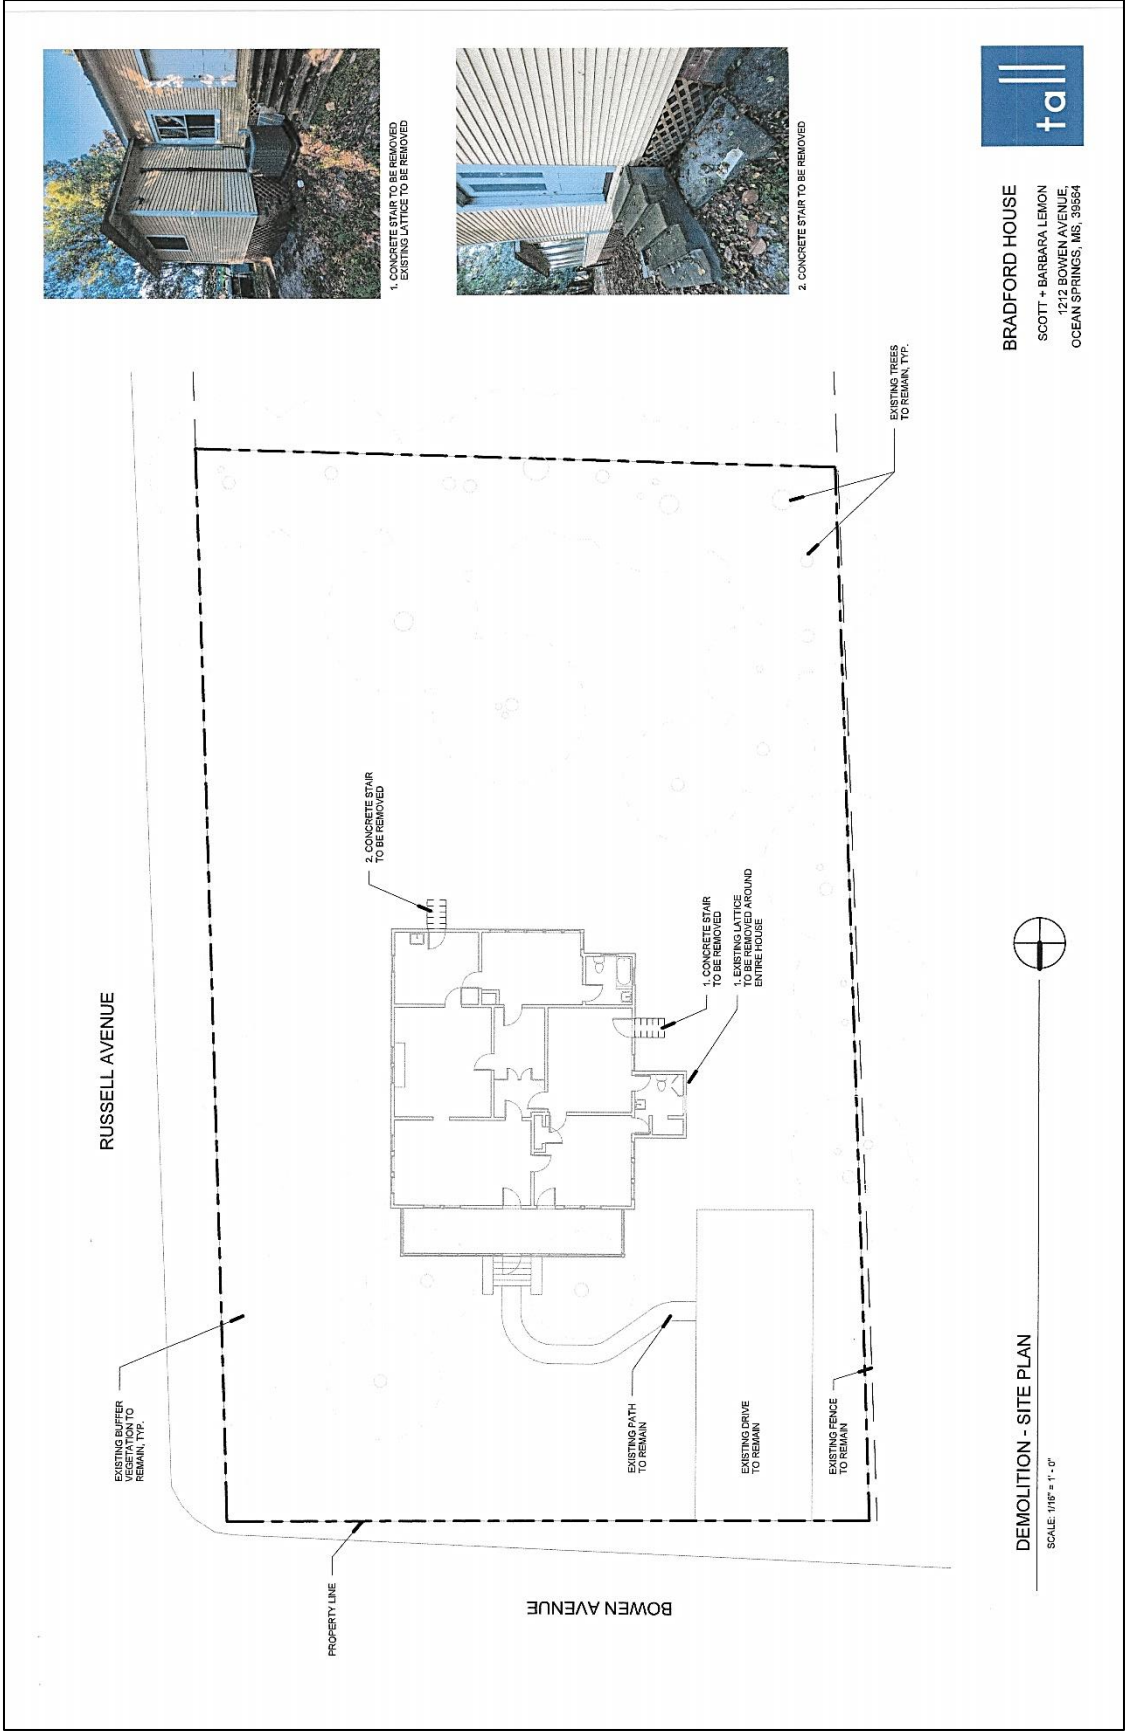 1. CONCRETE STAIR TO BE REMOVED
EXISTING LATTICE TO BE REMOVED
2. CONCRETE STAIR TO BE REMOVED
tall
BRADFORD HOUSE
SCOTT + BARBARA LEMON
1212 BOWEN AVENUE,
OCEAN SPRINGS, MS, 39564
RUSSELL AVENUE
EXISTING BUFFER
VEGETATION TO
REMAIN, TYP.
2. CONCRETE STAIR
TO BE REMOVED
EXISTING TREES
TO REMAIN, TYP.
1. CONCRETE STAIR
TO BE REMOVED
1. EXISTING LATTICE
TO BE REMOVED AROUND
ENTIRE HOUSE
PROPERTY LINE
BOWEN AVENUE
EXISTING PATH
TO REMAIN
EXISTING DRIVE
TO REMAIN
EXISTING FENCE
TO REMAIN
DEMOLITION - SITE PLAN
SCALE: 1/16" = 1' - 0"